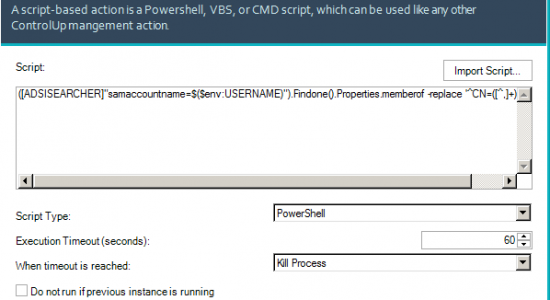 A script-based action is a Powershell, VBS, or CMD script, which can be used like any other
ControlUp mangement action.
Script:
Import Script...
([ADSISEARCHER]"samaccountname=$($env:USERNAME)").Findone().Properties.memberof -replace '^CN=([^,]+)
Script Type:
PowerShell
Execution Timeout (seconds):
60
When timeout is reached:
Kill Process
Do not run if previous instance is running